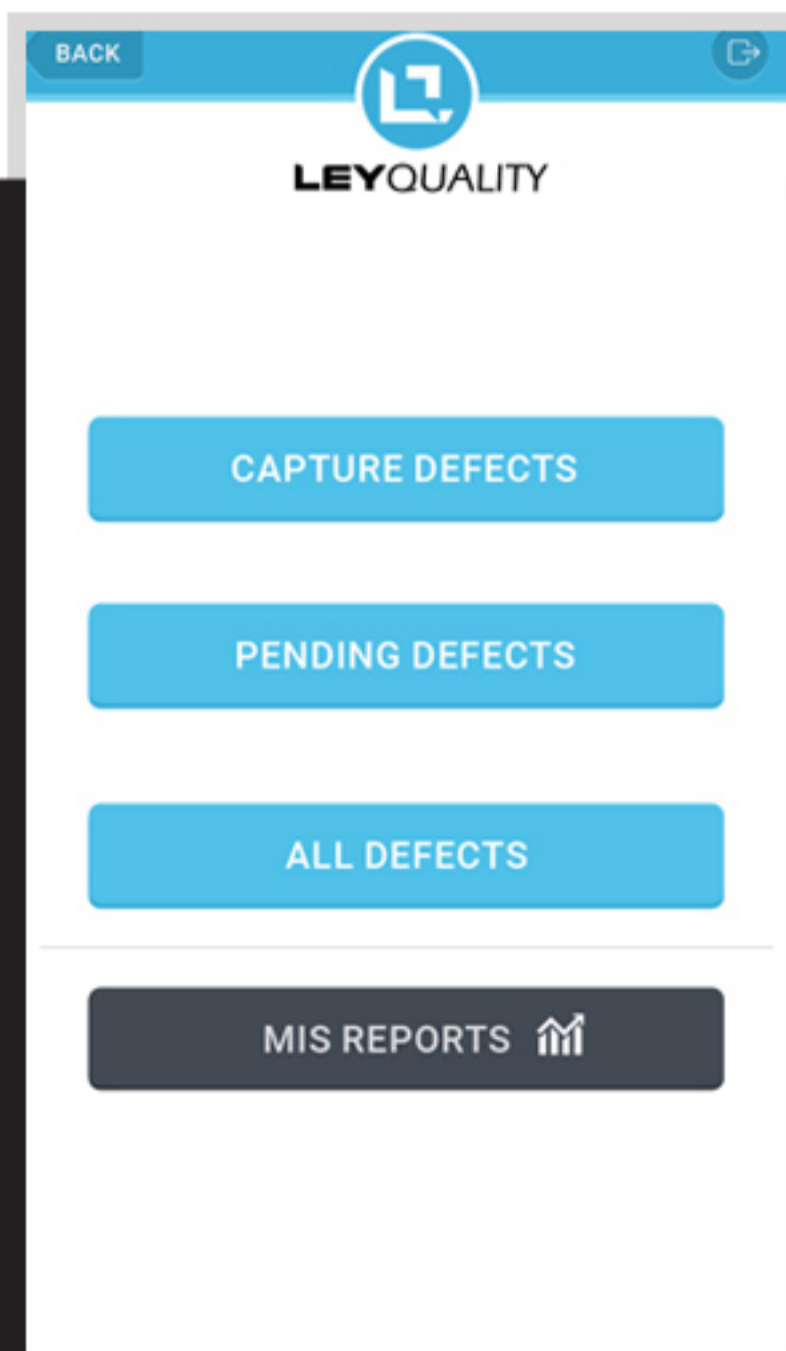 BACK
LEYQUALITY
CAPTURE DEFECTS
PENDING DEFECTS
ALL DEFECTS
MIS REPORTS